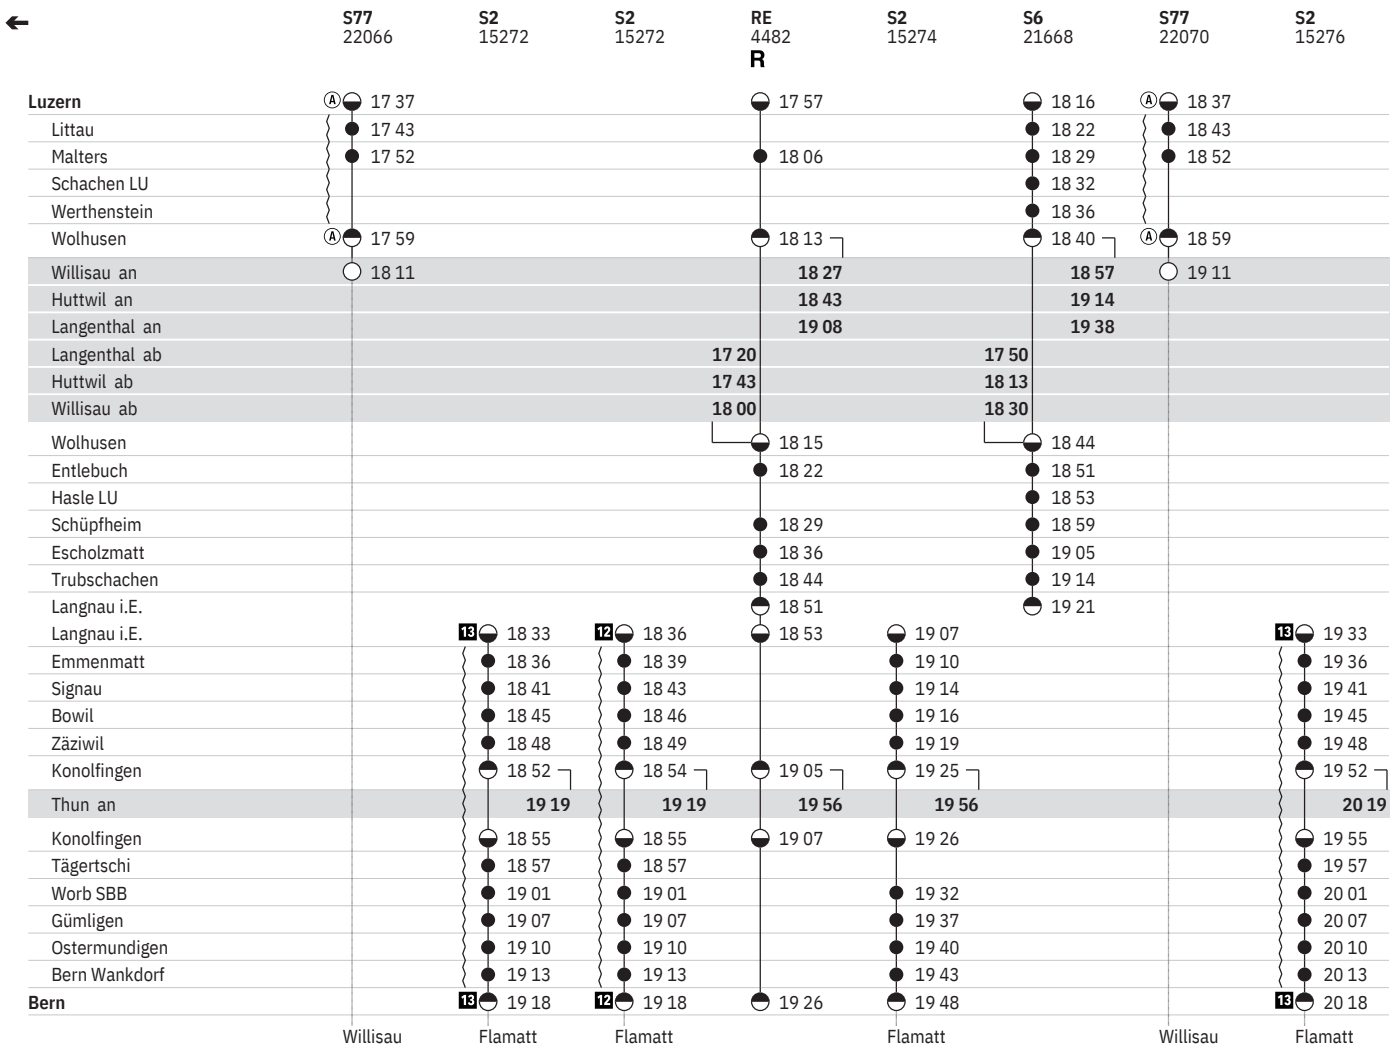 ← S77 S2 S2 RE S2 S6 S77 S2
22066 15272 15272 4482 15274 21668 22070 15276
R
Luzern A 17 37 17 57 18 16 A 18 37
Littau 17 43 18 22 18 43
Malters 17 52 18 06 18 29 18 52
Schachen LU 18 32
Werthenstein 18 36
Wolhusen A 17 59 18 13 18 40 A 18 59
Willisau an 18 11 18 27 18 57 19 11
Huttwil an 18 43 19 14
Langenthal an 19 08 19 38
Langenthal ab 17 20 17 50
Huttwil ab 17 43 18 13
Willisau ab 18 00 18 30
Wolhusen 18 15 18 44
Entlebuch 18 22 18 51
Hasle LU 18 53
Schüpfheim 18 29 18 59
Escholzmatt 18 36 19 05
Trubschachen 18 44 19 14
Langnau i.E. 18 51 19 21
Langnau i.E. 13 18 33 12 18 36 18 53 19 07 13 19 33
Emmenmatt 18 36 18 39 19 10 19 36
Signau 18 41 18 43 19 14 19 41
Bowil 18 45 18 46 19 16 19 45
Zäziwil 18 48 18 49 19 19 19 48
Konolfingen 18 52 18 54 19 05 19 25 19 52
Thun an 19 19 19 19 19 56 19 56 20 19
Konolfingen 18 55 18 55 19 07 19 26 19 55
Tägertschi 18 57 18 57 19 57
Worb SBB 19 01 19 01 19 32 20 01
Gümligen 19 07 19 07 19 37 20 07
Ostermundigen 19 10 19 10 19 40 20 10
Bern Wankdorf 19 13 19 13 19 43 20 13
Bern 13 19 18 12 19 18 19 26 19 48 13 20 18
Willisau Flamatt Flamatt Flamatt Willisau Flamatt